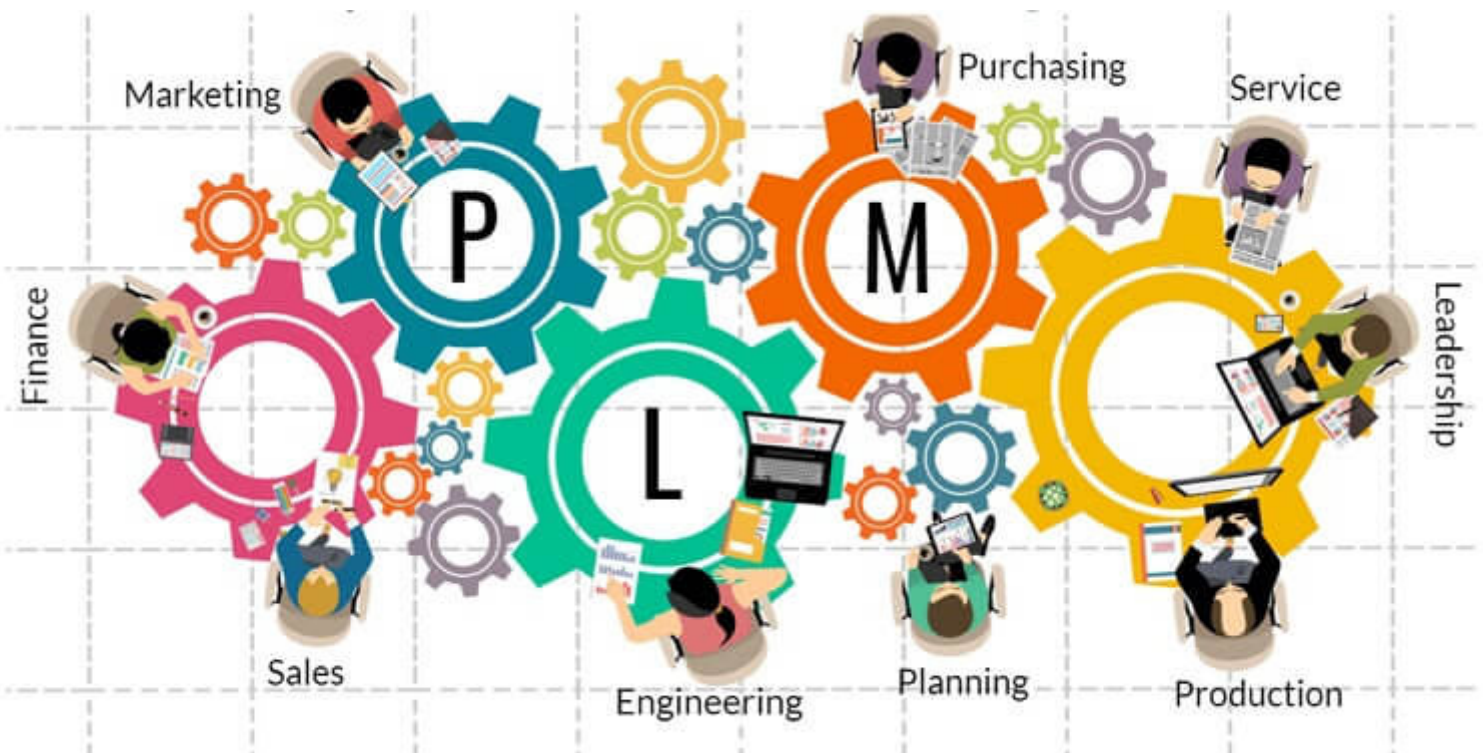 Marketing
Purchasing
Service
P
M
Finance
Leadership
L
Sales
Engineering
Planning
Production